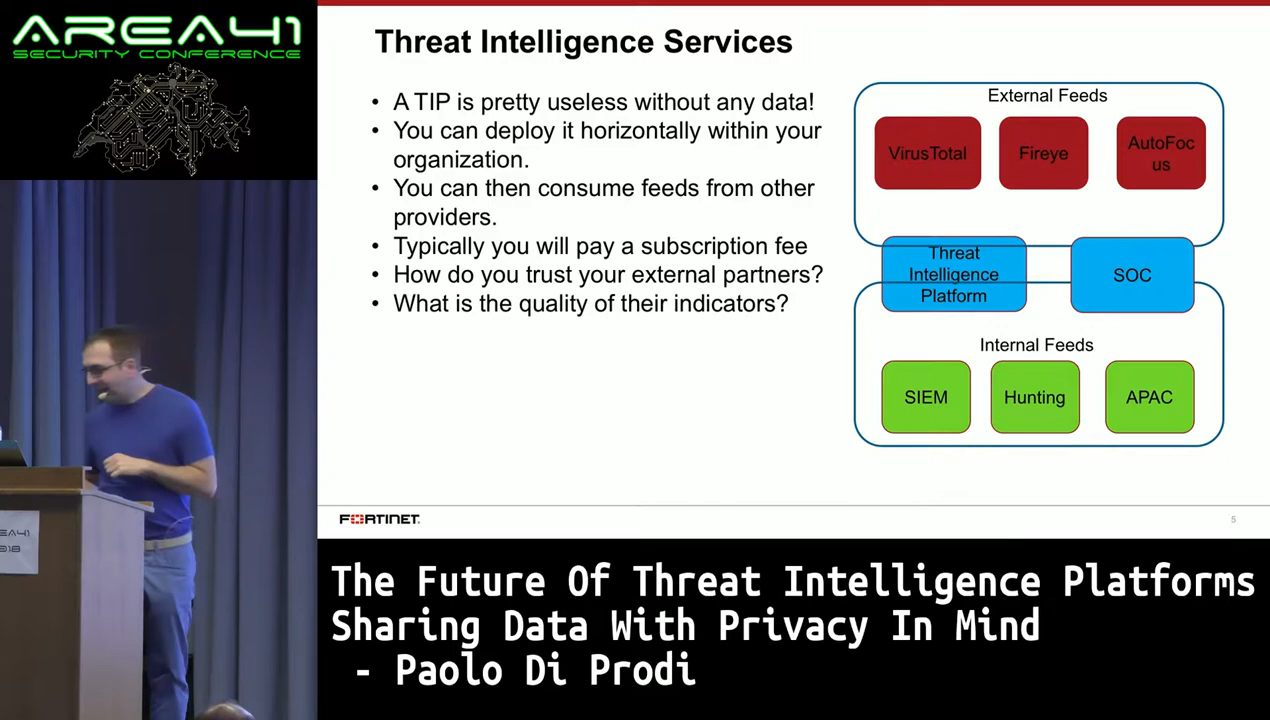 AREA41
SECURITY CONFERENCE
Threat Intelligence Services
• A TIP is pretty useless without any data!
• You can deploy it horizontally within your
organization.
• You can then consume feeds from other
providers.
• Typically you will pay a subscription fee
• How do you trust your external partners?
• What is the quality of their indicators?
External Feeds
VirusTotal
Fireye
AutoFoc
us
Threat
Intelligence
Platform
SOC
Internal Feeds
SIEM
Hunting
APAC
FORTINET
5
The Future Of Threat Intelligence Platforms
Sharing Data With Privacy In Mind
- Paolo Di Prodi